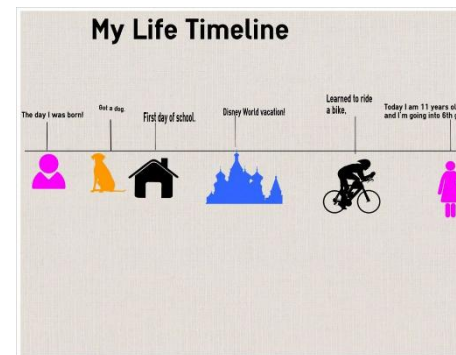 My Life Timeline
The day I was born!
Got a dog.
First day of school.
Disney World vacation!
Learned to ride
a bike.
Today I am 11 years ol
and I'm going into 6th g